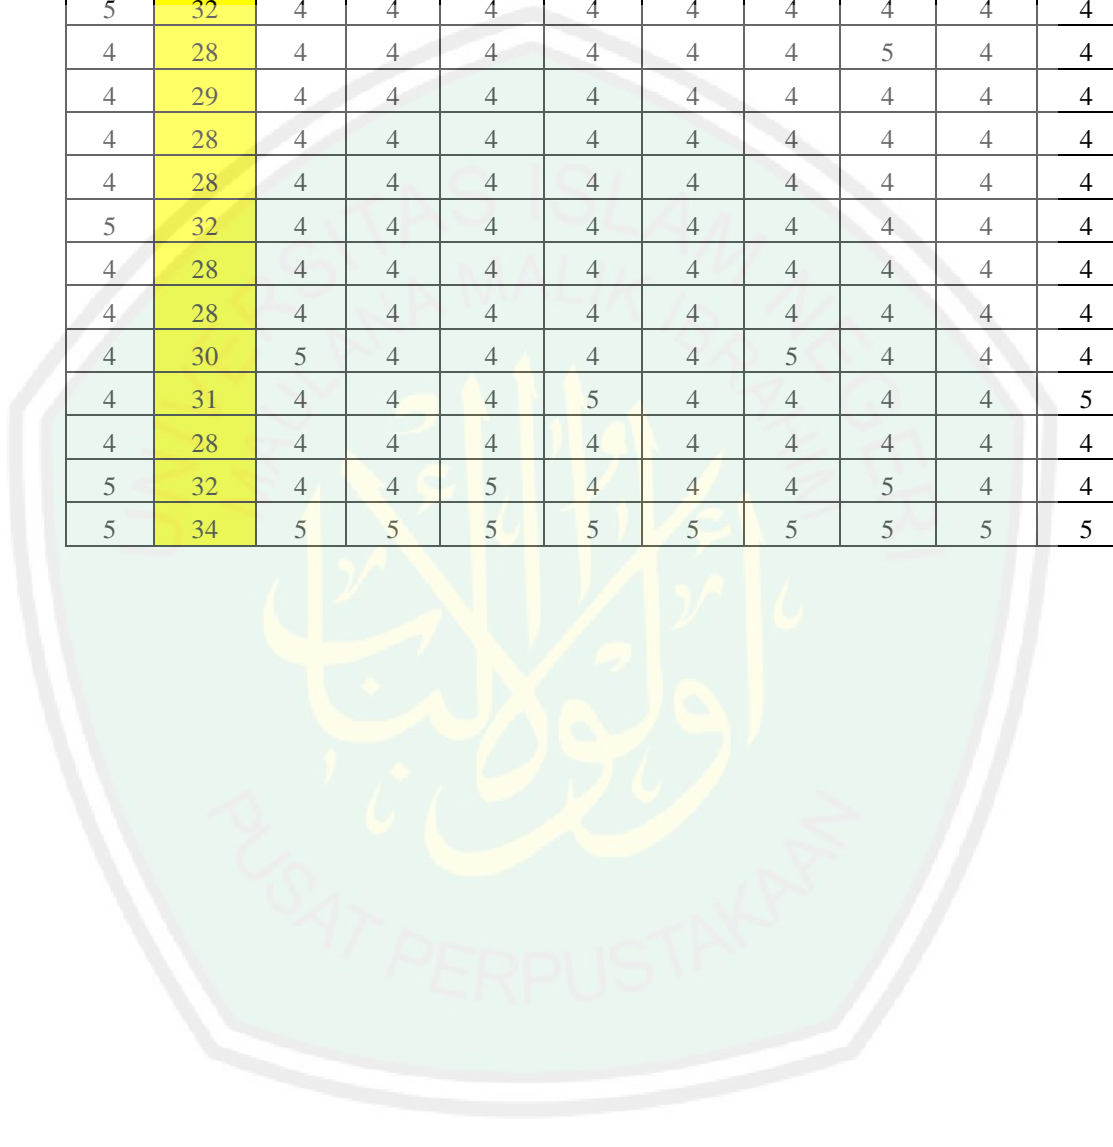 5 32 4 4 4 4 4 4 4 4 4
4 28 4 4 4 4 4 4 5 4 4
4 29 4 4 4 4 4 4 4 4 4
4 28 4 4 4 4 4 4 4 4 4
4 28 4 4 4 4 4 4 4 4 4
5 32 4 4 4 4 4 4 4 4 4
4 28 4 4 4 4 4 4 4 4 4
4 28 4 4 4 4 4 4 4 4 4
4 30 5 4 4 4 4 5 4 4 4
4 31 4 4 4 5 4 4 4 4 5
4 28 4 4 4 4 4 4 4 4 4
5 32 4 4 5 4 4 4 5 4 4
5 34 5 5 5 5 5 5 5 5 5
UNIVERSITAS ISLAM NEGERI
MAULANA MALIK IBRAHIM
أولوا الألباب
PUSAT PERPUSTAKAAN